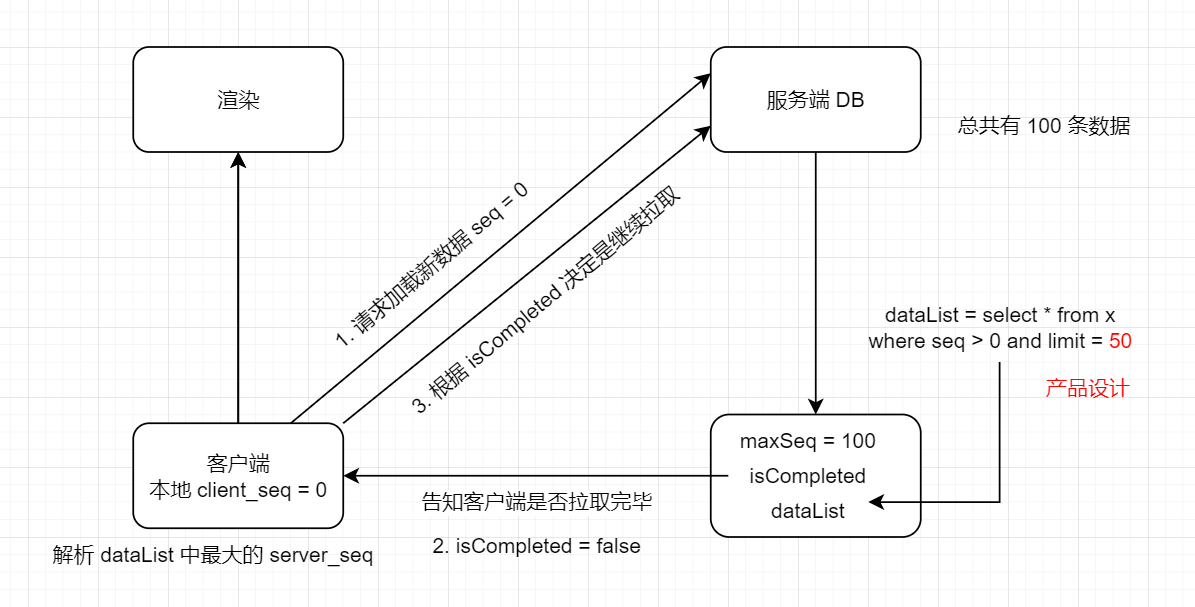 渲染
服务端 DB
总共有 100 条数据
1. 请求加载新数据 seq = 0
3. 根据 isCompleted 决定是继续拉取
dataList = select * from x
where seq > 0 and limit = 50
产品设计
客户端
本地 client_seq = 0
解析 dataList 中最大的 server_seq
告知客户端是否拉取完毕
2. isCompleted = false
maxSeq = 100
isCompleted
dataList